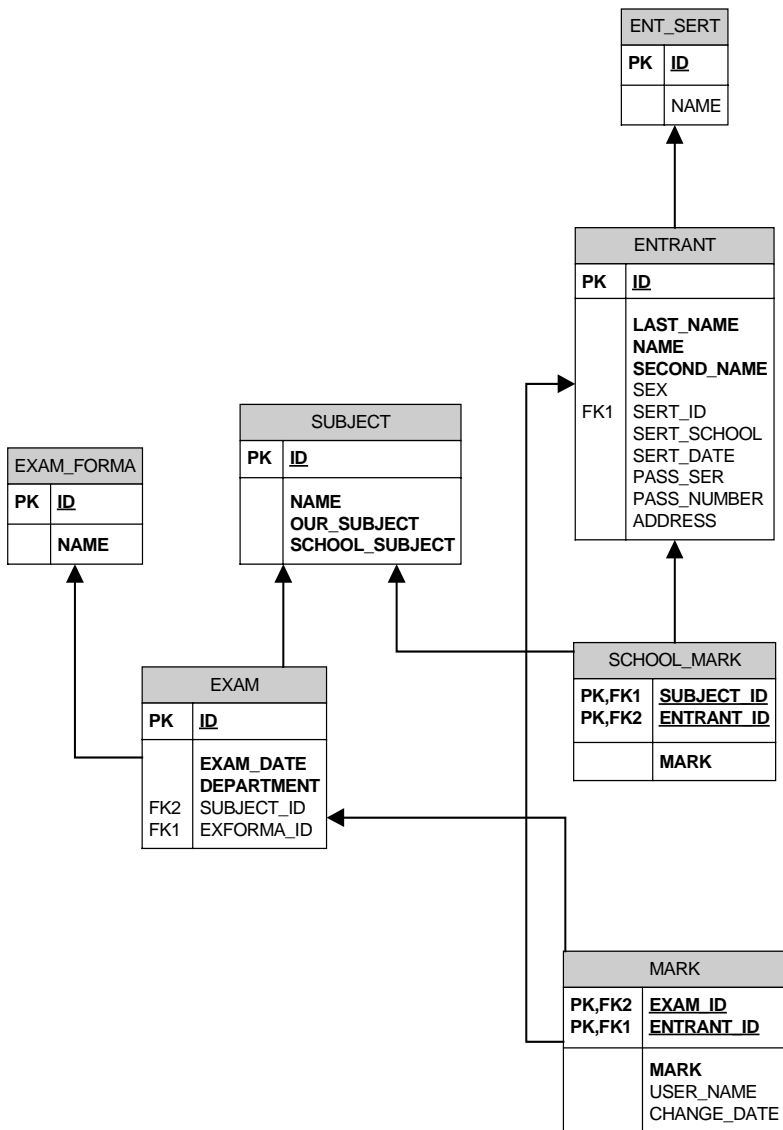 ENT_SERT
PK ID
NAME
ENTRANT
PK ID
LAST_NAME
NAME
SECOND_NAME
SEX
FK1 SERT_ID
SERT_SCHOOL
SERT_DATE
PASS_SER
PASS_NUMBER
ADDRESS
SUBJECT
PK ID
NAME
OUR_SUBJECT
SCHOOL_SUBJECT
EXAM_FORMA
PK ID
NAME
SCHOOL_MARK
PK,FK1 SUBJECT_ID
PK,FK2 ENTRANT_ID
MARK
EXAM
PK ID
EXAM_DATE
DEPARTMENT
FK2 SUBJECT_ID
FK1 EXFORMA_ID
MARK
PK,FK2 EXAM_ID
PK,FK1 ENTRANT_ID
MARK
USER_NAME
CHANGE_DATE